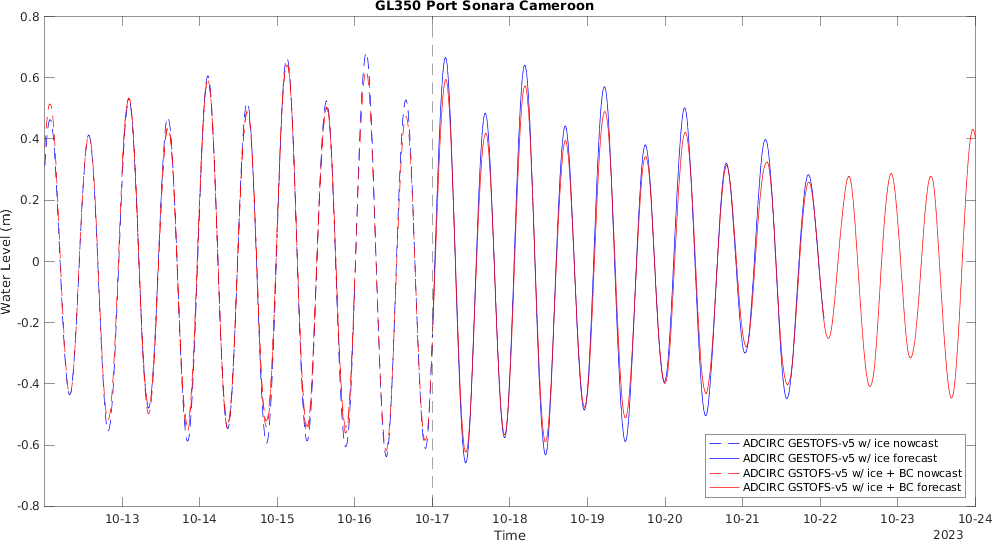 GL350 Port Sonara Cameroon
0.8
0.6
0.4
0.2
0
-0.2
-0.4
-0.6
-0.8
Water Level (m)
ADCIRC GESTOFS-v5 w/ ice nowcast
ADCIRC GESTOFS-v5 w/ ice forecast
ADCIRC GSTOFS-v5 w/ ice + BC nowcast
ADCIRC GSTOFS-v5 w/ ice + BC forecast
10-13 10-14 10-15 10-16 10-17 10-18 10-19 10-20 10-21 10-22 10-23 10-24
Time
2023